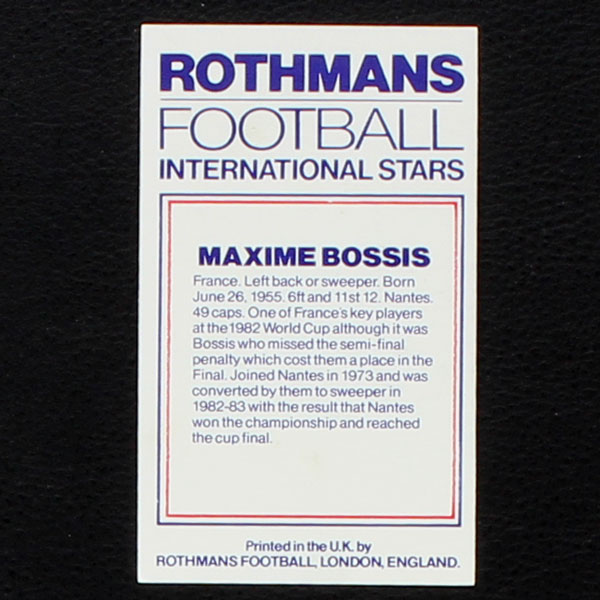 ROTHMANS
FOOTBALL
INTERNATIONAL STARS
MAXIME BOSSIS
France. Left back or sweeper. Born
June 26, 1955. 6ft and 11st 12. Nantes.
49 caps. One of France's key players
at the 1982 World Cup although it was
Bossis who missed the semi-final
penalty which cost them a place in the
Final. Joined Nantes in 1973 and was
converted by them to sweeper in
1982-83 with the result that Nantes
won the championship and reached
the cup final.
Printed in the U.K. by
ROTHMANS FOOTBALL, LONDON, ENGLAND.